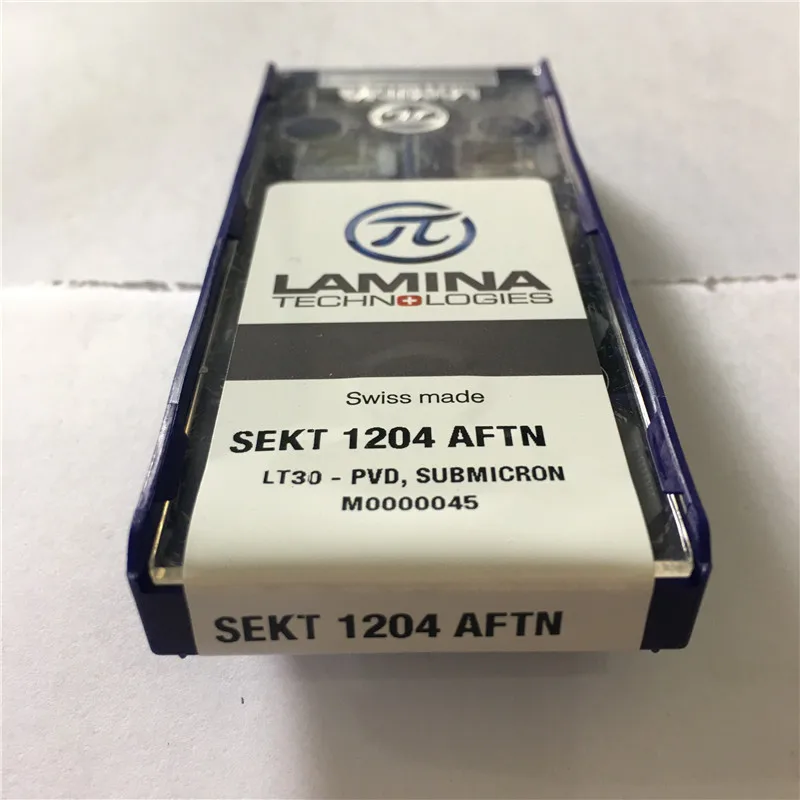 π
LAMINA
TECHNOLOGIES
Swiss made
SEKT 1204 AFTN
LT30 - PVD, SUBMICRON
M0000045
SEKT 1204 AFTN